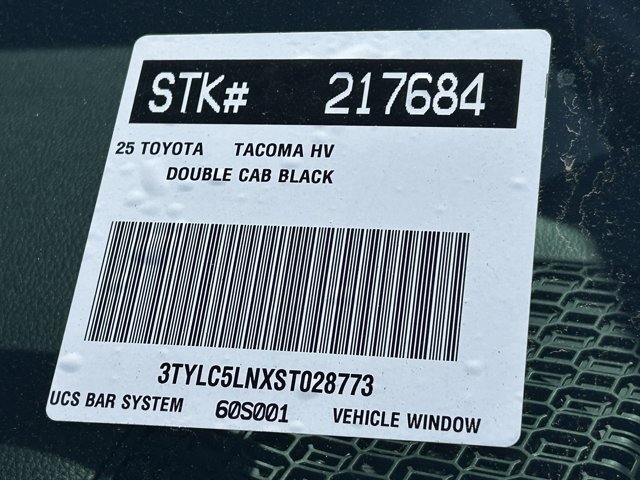 STK# 217684
25 TOYOTA TACOMA HV
DOUBLE CAB BLACK
3TYLC5LNXST028773
UCS BAR SYSTEM 60S001 VEHICLE WINDOW